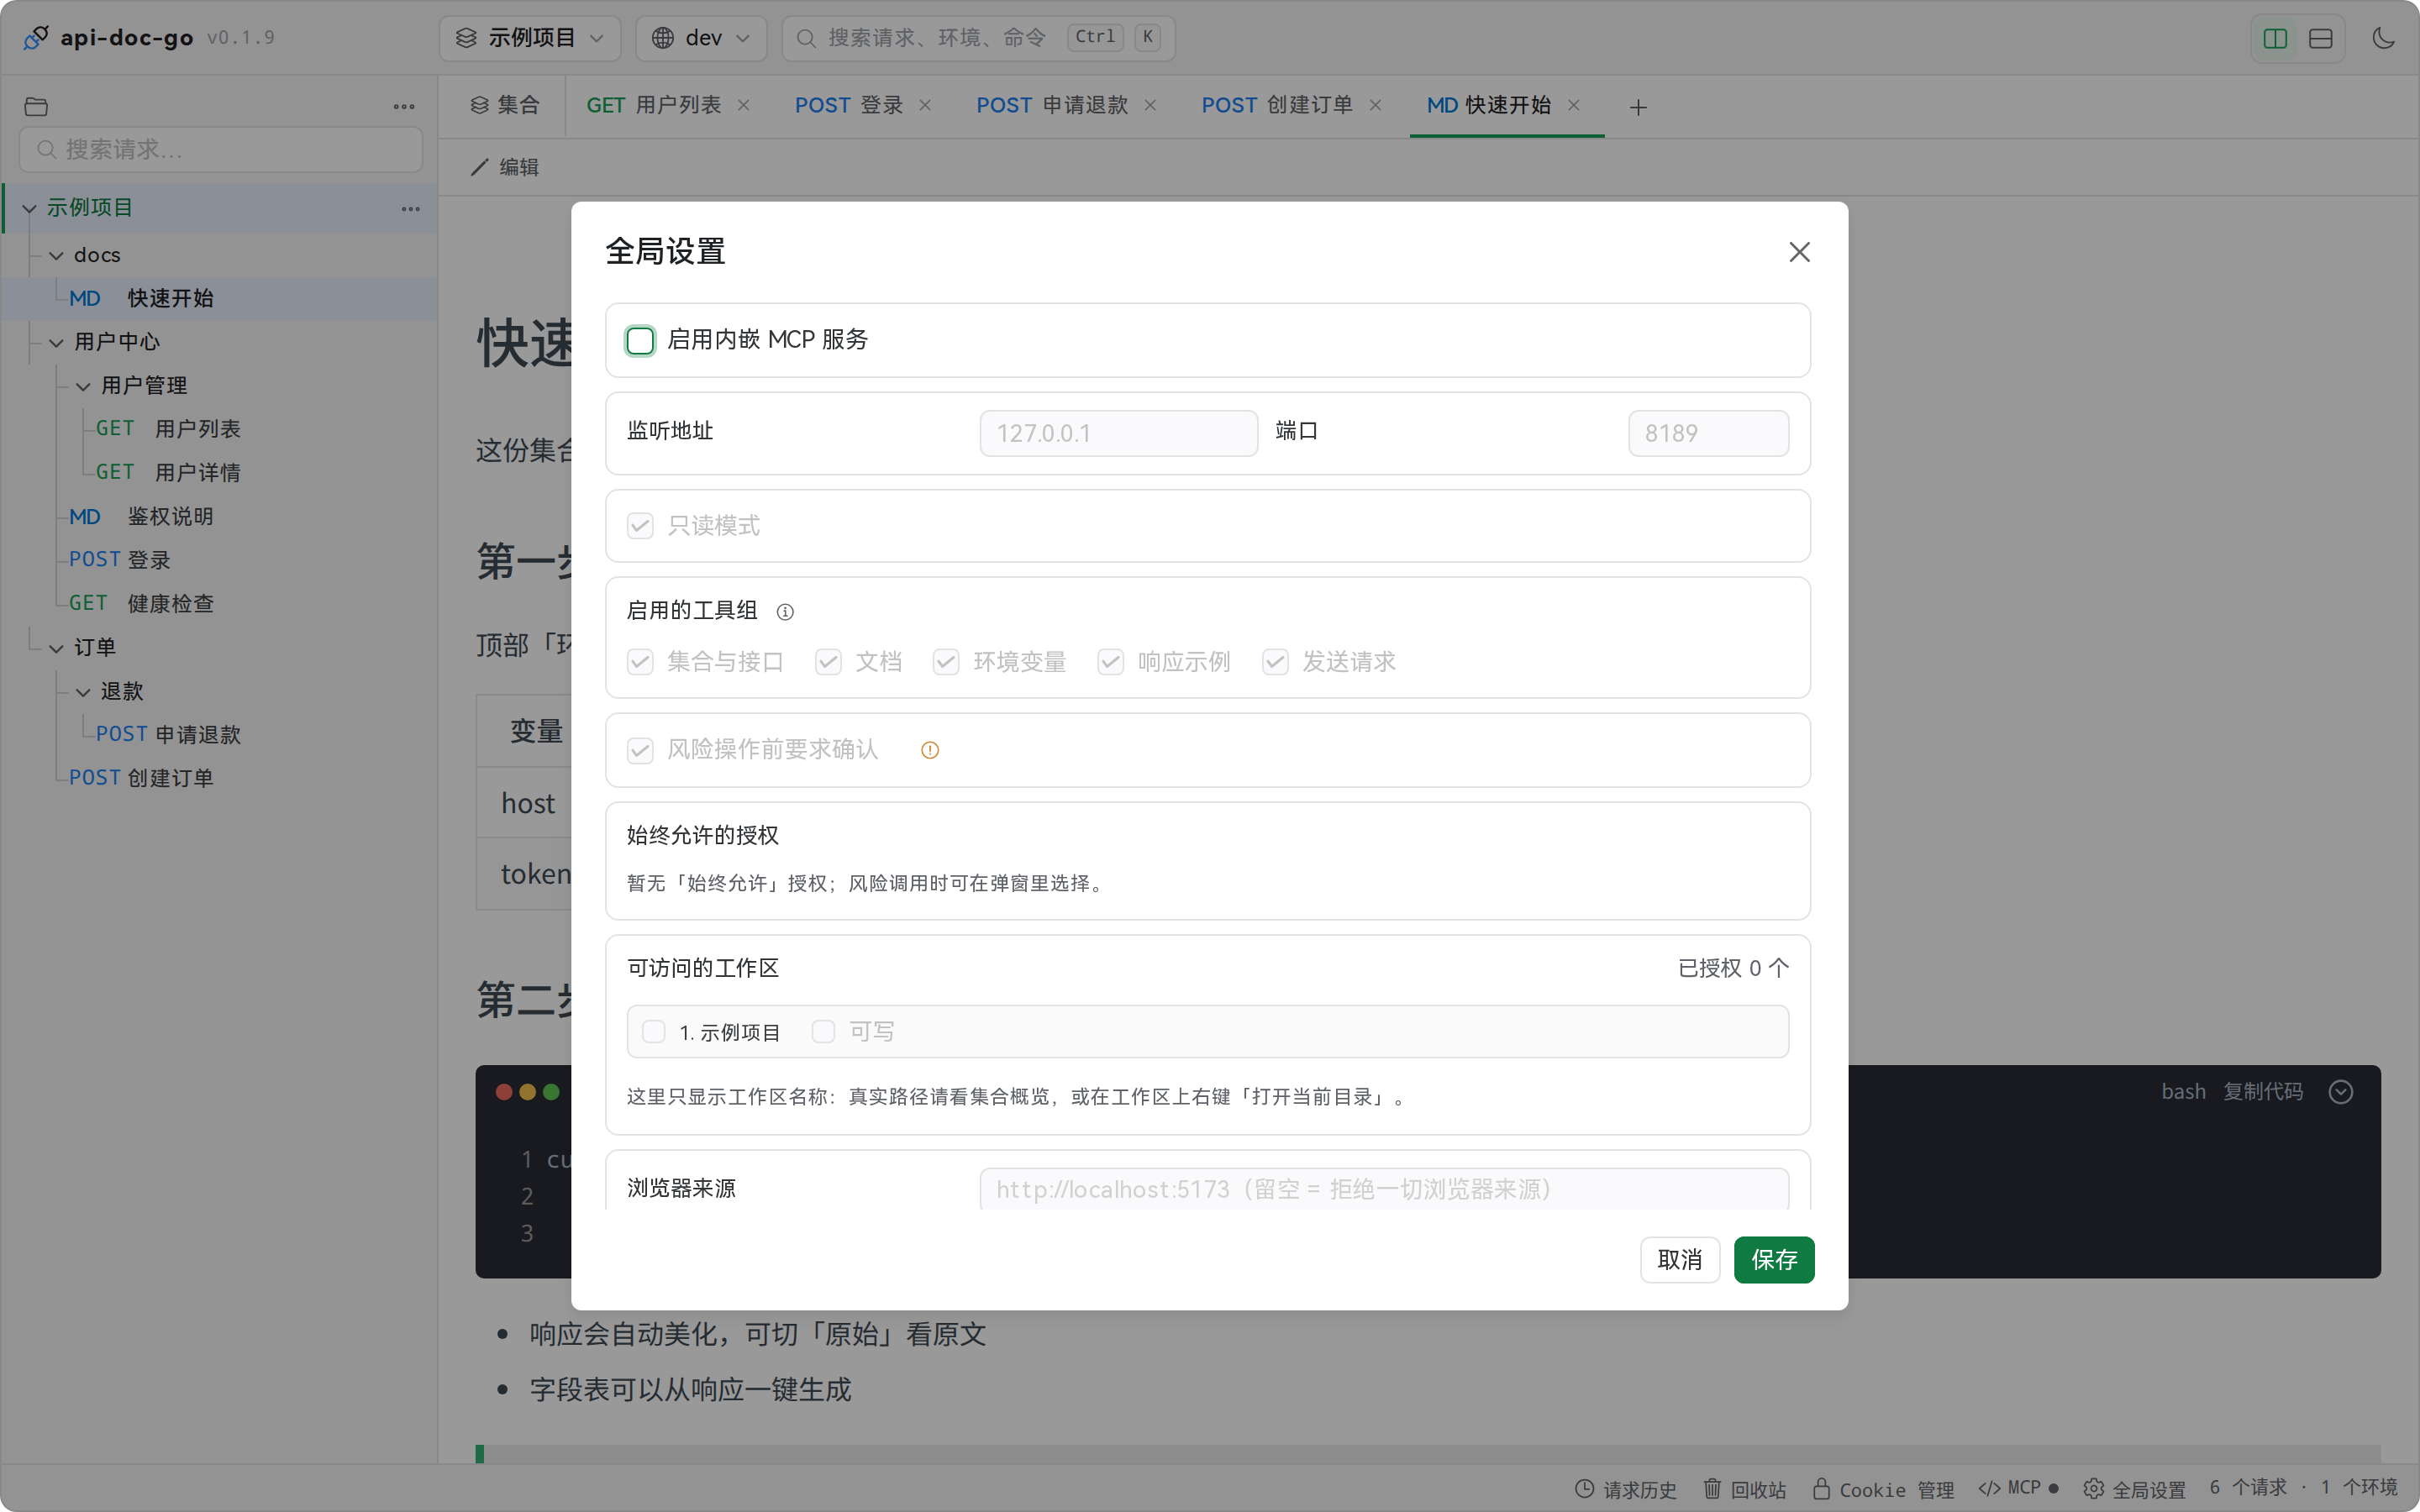 api-doc-go v0.1.9 示例项目 dev 搜索请求、环境、命令 Ctrl K
集合 GET 用户列表 POST 登录 POST 申请退款 POST 创建订单 MD 快速开始
搜索请求...
编辑
示例项目
docs
MD 快速开始
用户中心
用户管理
GET 用户列表
GET 用户详情
MD 鉴权说明
POST 登录
GET 健康检查
订单
退款
POST 申请退款
POST 创建订单
快速
这份集合
第一步
顶部「环
变量
host
token
第二步
bash 复制代码
1 cu
2
3
响应会自动美化，可切「原始」看原文
字段表可以从响应一键生成
全局设置
启用内嵌 MCP 服务
监听地址 127.0.0.1 端口 8189
只读模式
启用的工具组
集合与接口 文档 环境变量 响应示例 发送请求
风险操作前要求确认
始终允许的授权
暂无「始终允许」授权；风险调用时可在弹窗里选择。
可访问的工作区 已授权 0 个
1. 示例项目 可写
这里只显示工作区名称：真实路径请看集合概览，或在工作区上右键「打开当前目录」。
浏览器来源 http://localhost:5173（留空 = 拒绝一切浏览器来源）
取消 保存
请求历史 回收站 Cookie 管理 MCP 全局设置 6 个请求 · 1 个环境